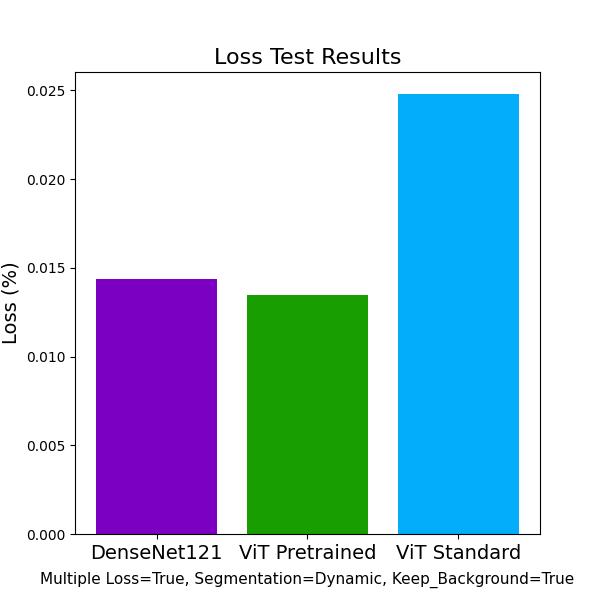 Loss Test Results
Loss (%)
0.025
0.020
0.015
0.010
0.005
0.000
DenseNet121 ViT Pretrained ViT Standard
Multiple Loss=True, Segmentation=Dynamic, Keep_Background=True